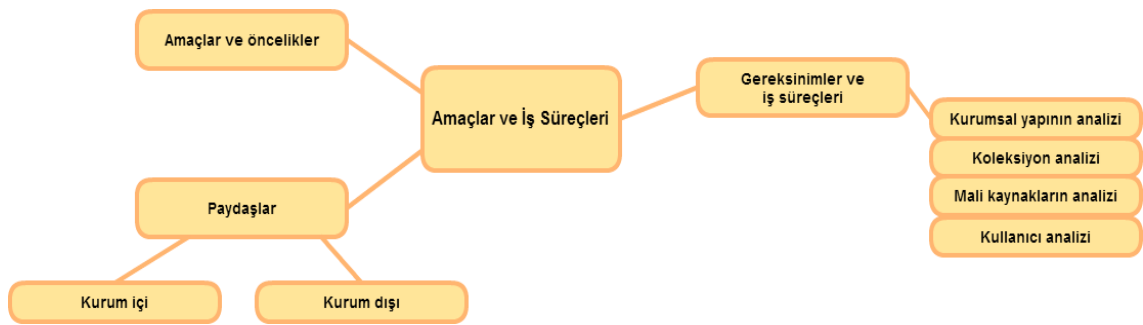 Amaçlar ve öncelikler
Amaçlar ve İş Süreçleri
Gereksinimler ve
iş süreçleri
Kurumsal yapının analizi
Koleksiyon analizi
Mali kaynakların analizi
Kullanıcı analizi
Paydaşlar
Kurum içi
Kurum dışı